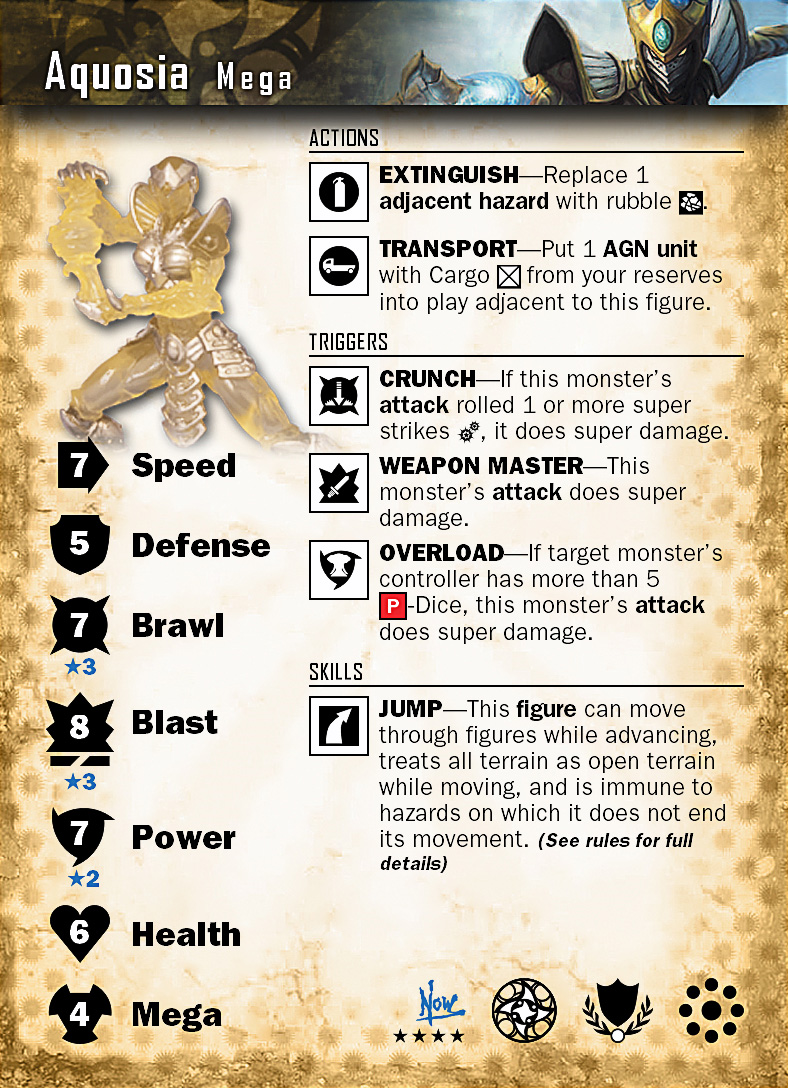 Aquosia Mega
ACTIONS
EXTINGUISH—Replace 1
adjacent hazard with rubble .
TRANSPORT—Put 1 AGN unit
with Cargo from your reserves
into play adjacent to this figure.
TRIGGERS
CRUNCH—If this monster's
attack rolled 1 or more super
strikes , it does super damage.
WEAPON MASTER—This
monster's attack does super
damage.
OVERLOAD—If target monster's
controller has more than 5
P-Dice, this monster's attack
does super damage.
SKILLS
JUMP—This figure can move
through figures while advancing,
treats all terrain as open terrain
while moving, and is immune to
hazards on which it does not end
its movement. (See rules for full
details)
7 Speed
5 Defense
7 Brawl
★3
8 Blast
★3
7 Power
★2
6 Health
4 Mega
Now
★★★★